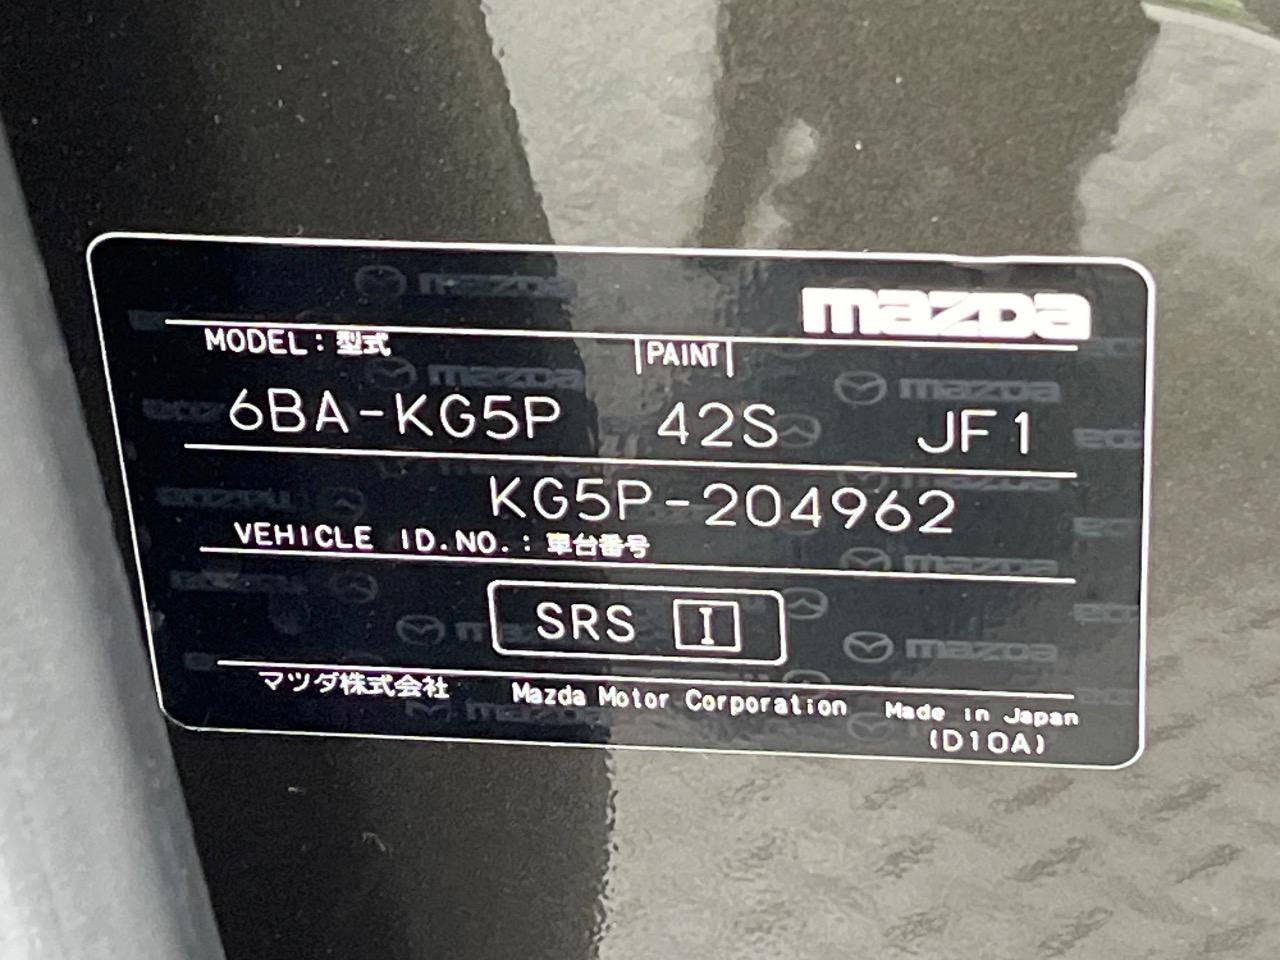 mazda
MODEL: 型式 PAINT
6BA-KG5P 42S JF1
KG5P-204962
VEHICLE ID.NO.: 車台番号
SRS I
マツダ株式会社 Mazda Motor Corporation Made in Japan
(D10A)